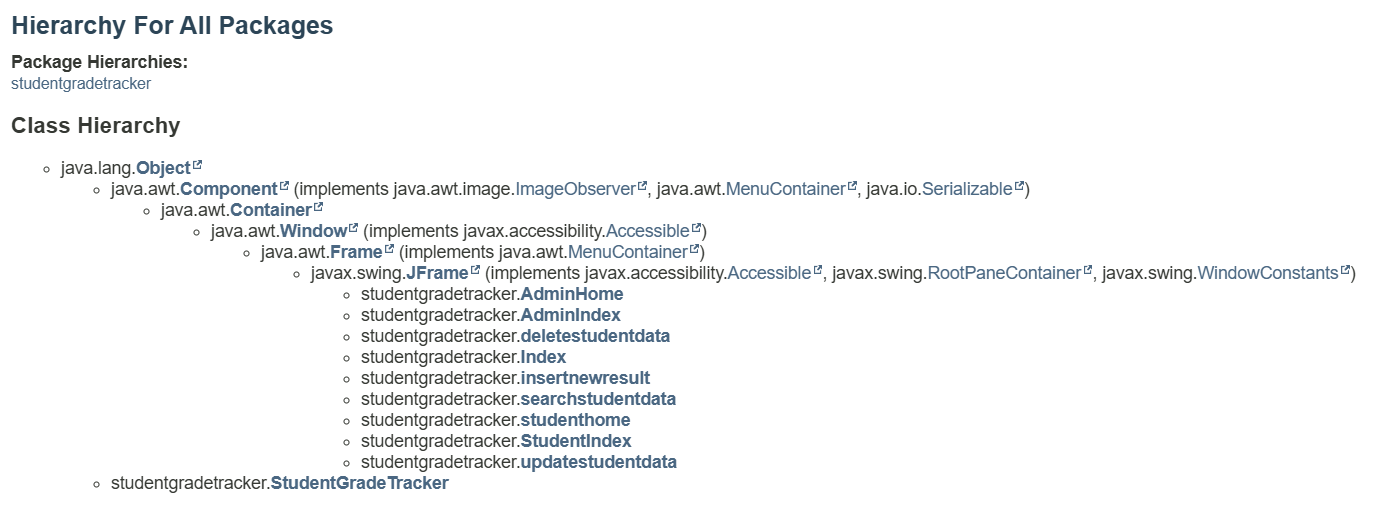 Hierarchy For All Packages
Package Hierarchies:
studentgradetracker
Class Hierarchy
java.lang.Object
java.awt.Component (implements java.awt.image.ImageObserver, java.awt.MenuContainer, java.io.Serializable)
java.awt.Container
java.awt.Window (implements javax.accessibility.Accessible)
java.awt.Frame (implements java.awt.MenuContainer)
javax.swing.JFrame (implements javax.accessibility.Accessible, javax.swing.RootPaneContainer, javax.swing.WindowConstants)
studentgradetracker.AdminHome
studentgradetracker.AdminIndex
studentgradetracker.deletestudentdata
studentgradetracker.Index
studentgradetracker.insertnewresult
studentgradetracker.searchstudentdata
studentgradetracker.studenthome
studentgradetracker.StudentIndex
studentgradetracker.updatestudentdata
studentgradetracker.StudentGradeTracker